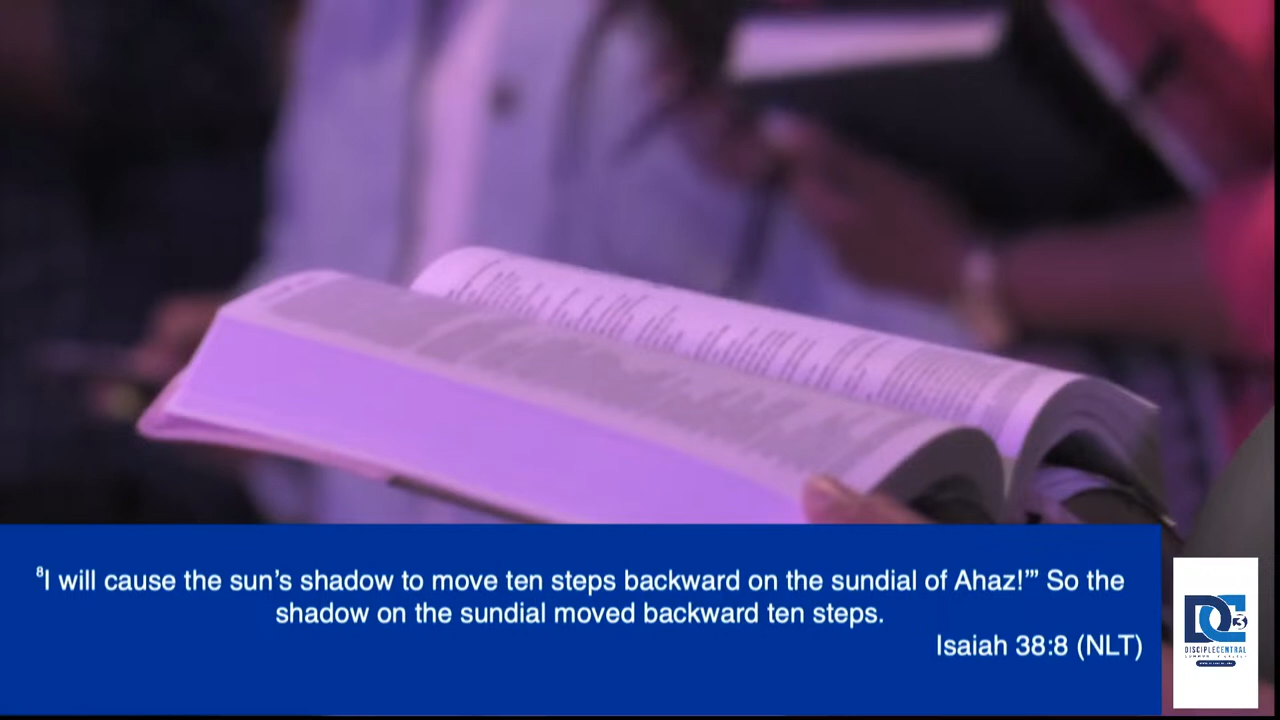 ⁸I will cause the sun’s shadow to move ten steps backward on the sundial of Ahaz!’” So the
shadow on the sundial moved backward ten steps.
Isaiah 38:8 (NLT)
DC3
DISCIPLECENTRAL